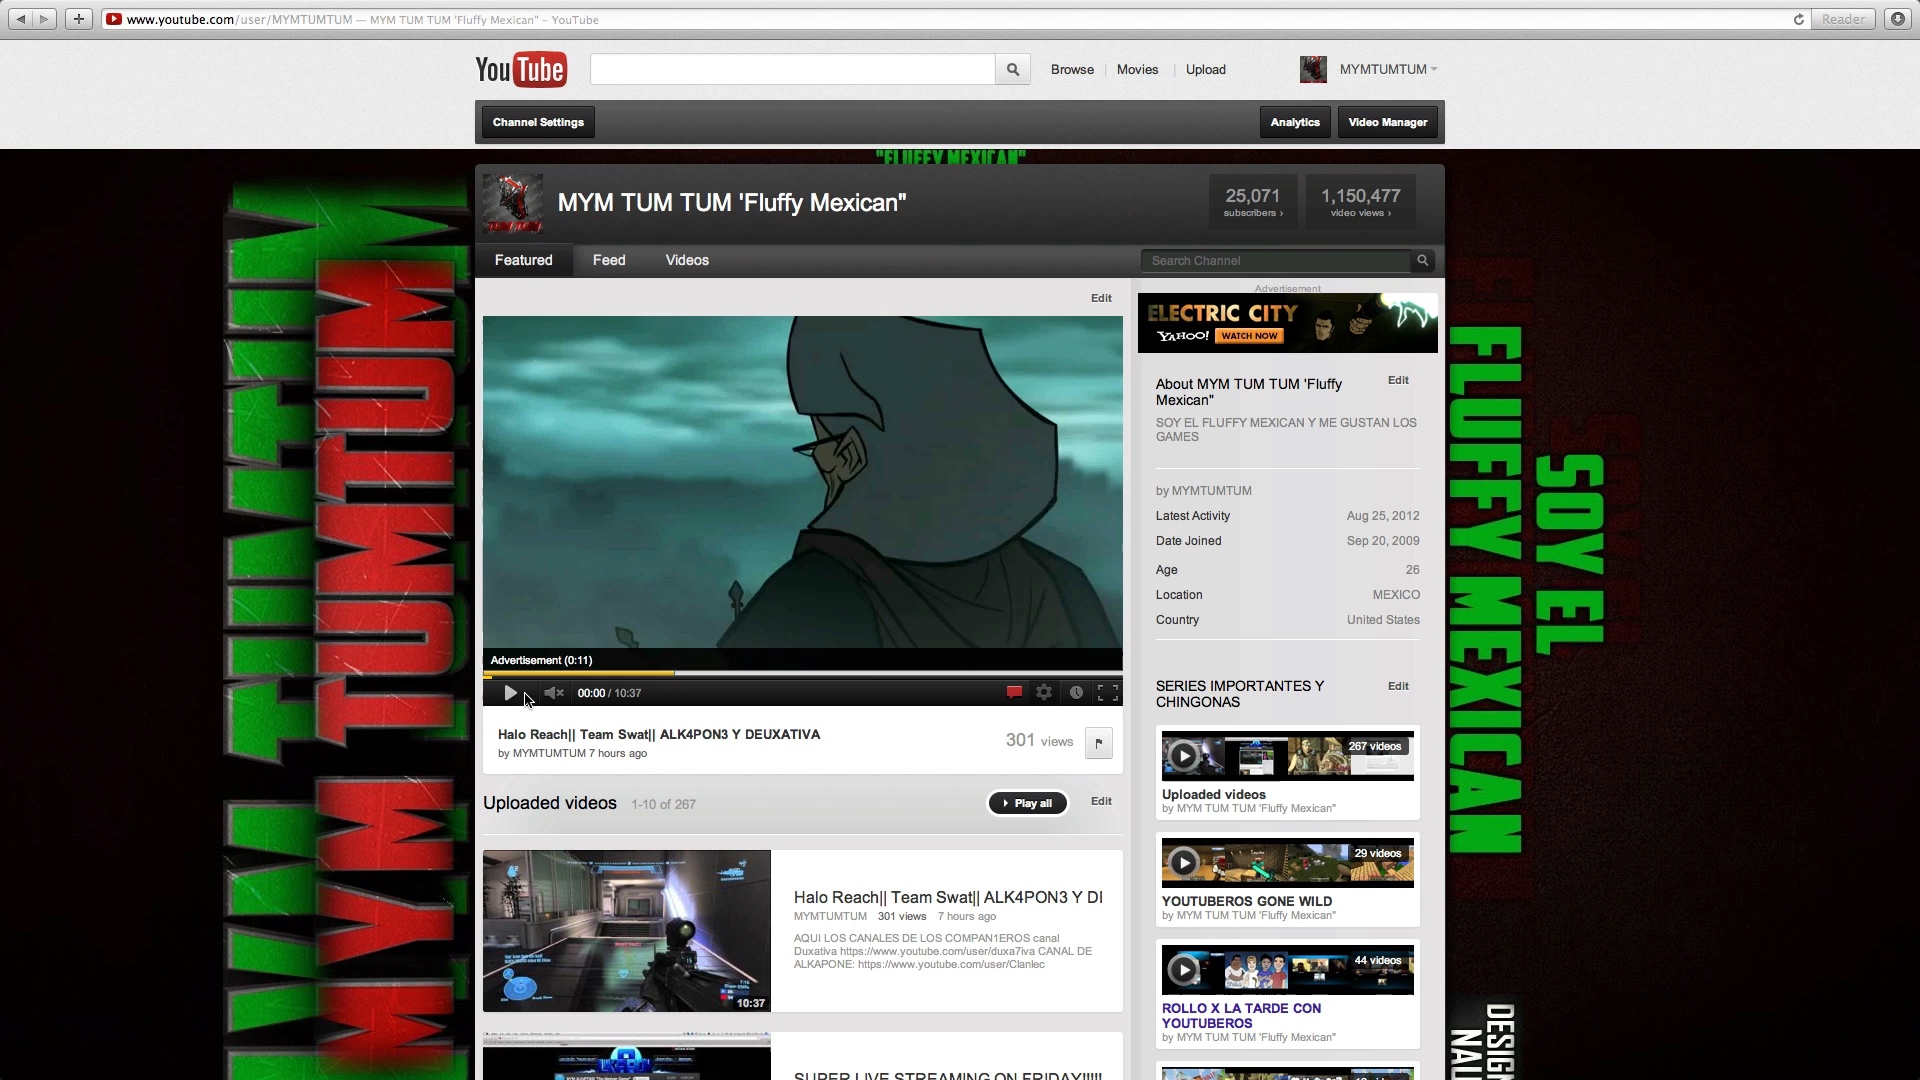 www.youtube.com/user/MYMTUMTUM — MYM TUM TUM 'Fluffy Mexican" – YouTube
Reader
YouTube
Browse
Movies
Upload
MYMTUMTUM
Channel Settings
Analytics
Video Manager
"FLUFFY MEXICAN"
MYM TUM TUM 'Fluffy Mexican"
25,071
subscribers ›
1,150,477
video views ›
Featured
Feed
Videos
Search Channel
Edit
Advertisement
ELECTRIC CITY
YAHOO! WATCH NOW
About MYM TUM TUM 'Fluffy
Mexican"
Edit
SOY EL FLUFFY MEXICAN Y ME GUSTAN LOS
GAMES
by MYMTUMTUM
Latest Activity Aug 25, 2012
Date Joined Sep 20, 2009
Age 26
Location MEXICO
Country United States
Advertisement (0:11)
00:00 / 10:37
Halo Reach|| Team Swat|| ALK4PON3 Y DEUXATIVA
by MYMTUMTUM 7 hours ago
301 views
Uploaded videos 1-10 of 267
Play all
Edit
Halo Reach|| Team Swat|| ALK4PON3 Y DI
MYMTUMTUM 301 views 7 hours ago
AQUI LOS CANALES DE LOS COMPAN1EROS canal
Duxativa https://www.youtube.com/user/duxa7iva CANAL DE
ALKAPONE: https://www.youtube.com/user/Clanlec
10:37
SUPER LIVE STREAMING ON FRIDAY!!!!!
SERIES IMPORTANTES Y
CHINGONAS
Edit
267 videos
Uploaded videos
by MYM TUM TUM 'Fluffy Mexican"
29 videos
YOUTUBEROS GONE WILD
by MYM TUM TUM 'Fluffy Mexican"
44 videos
ROLLO X LA TARDE CON
YOUTUBEROS
by MYM TUM TUM 'Fluffy Mexican"
MYM TUMTUM
SOY EL
FLUFFY MEXICAN